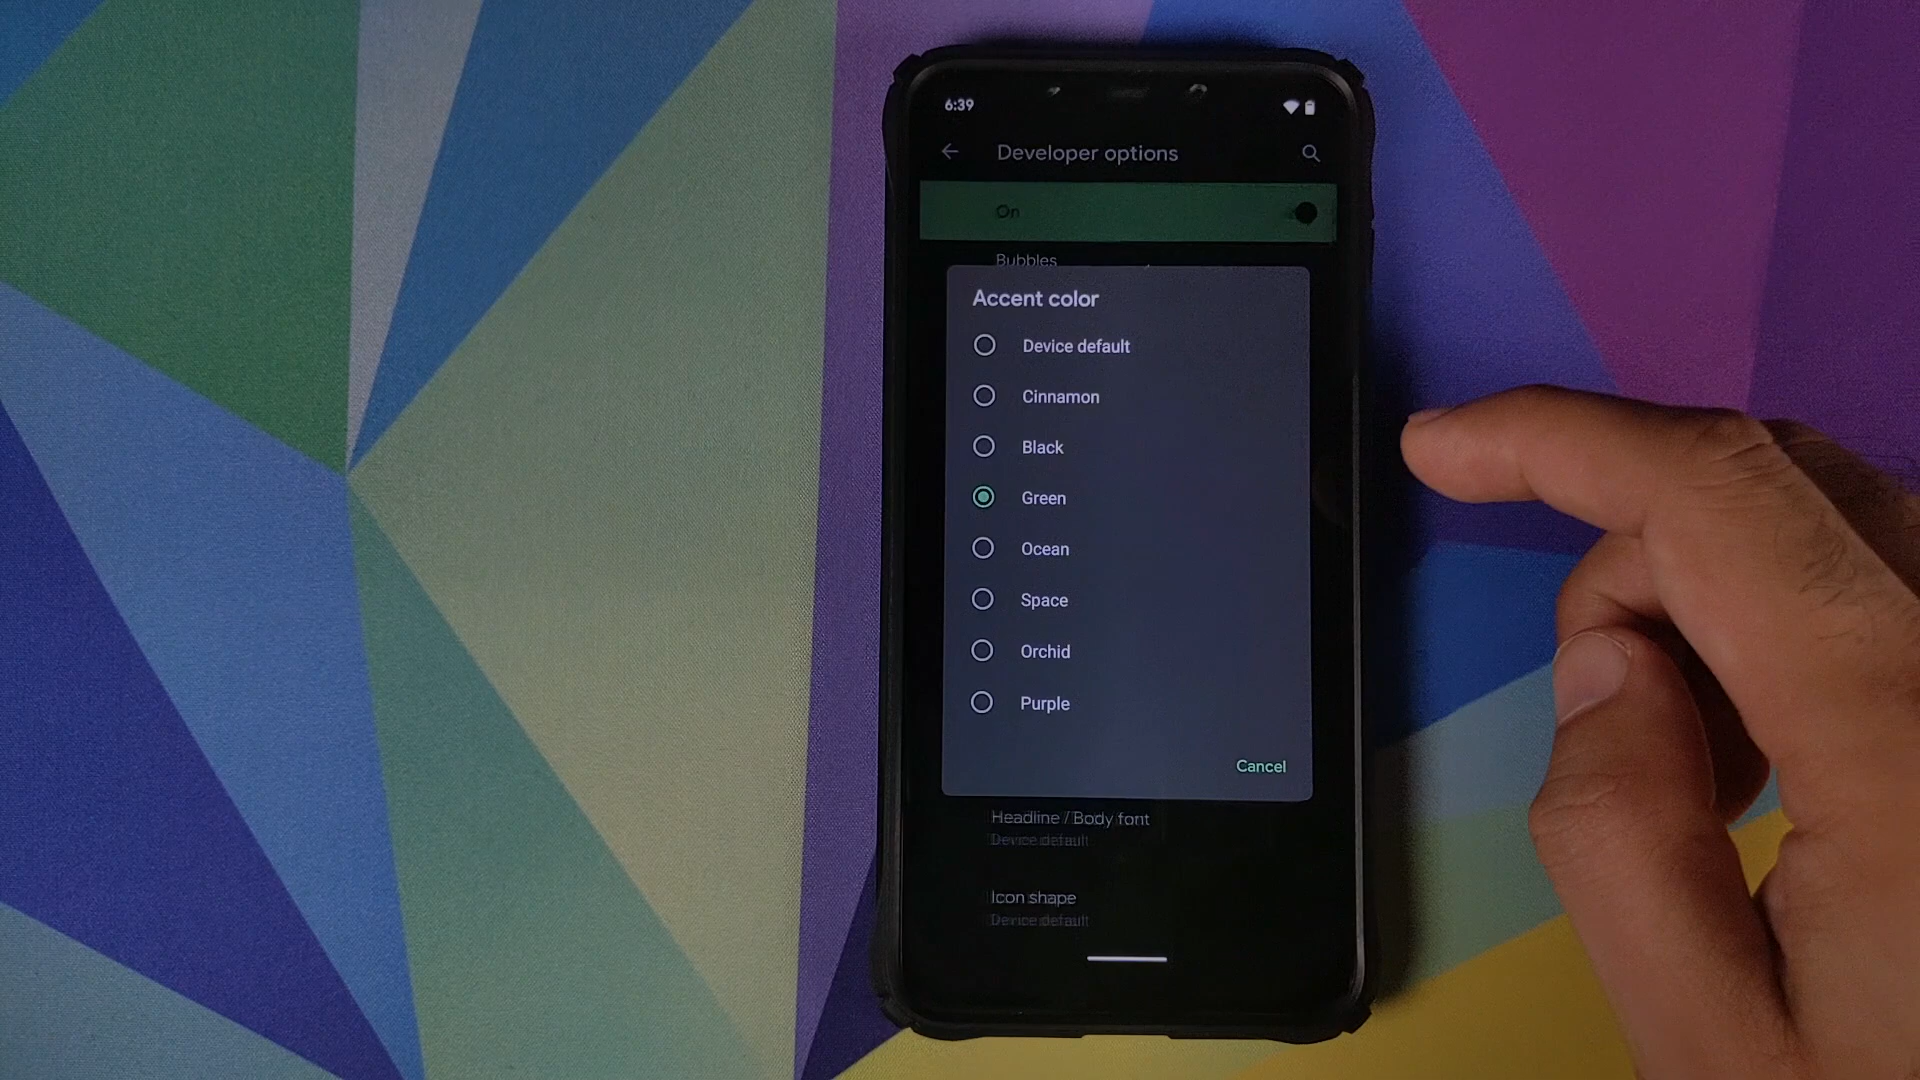 6:39
Developer options
On
Bubbles
Accent color
Device default
Cinnamon
Black
Green
Ocean
Space
Orchid
Purple
Cancel
Headline / Body font
Device default
Icon shape
Device default